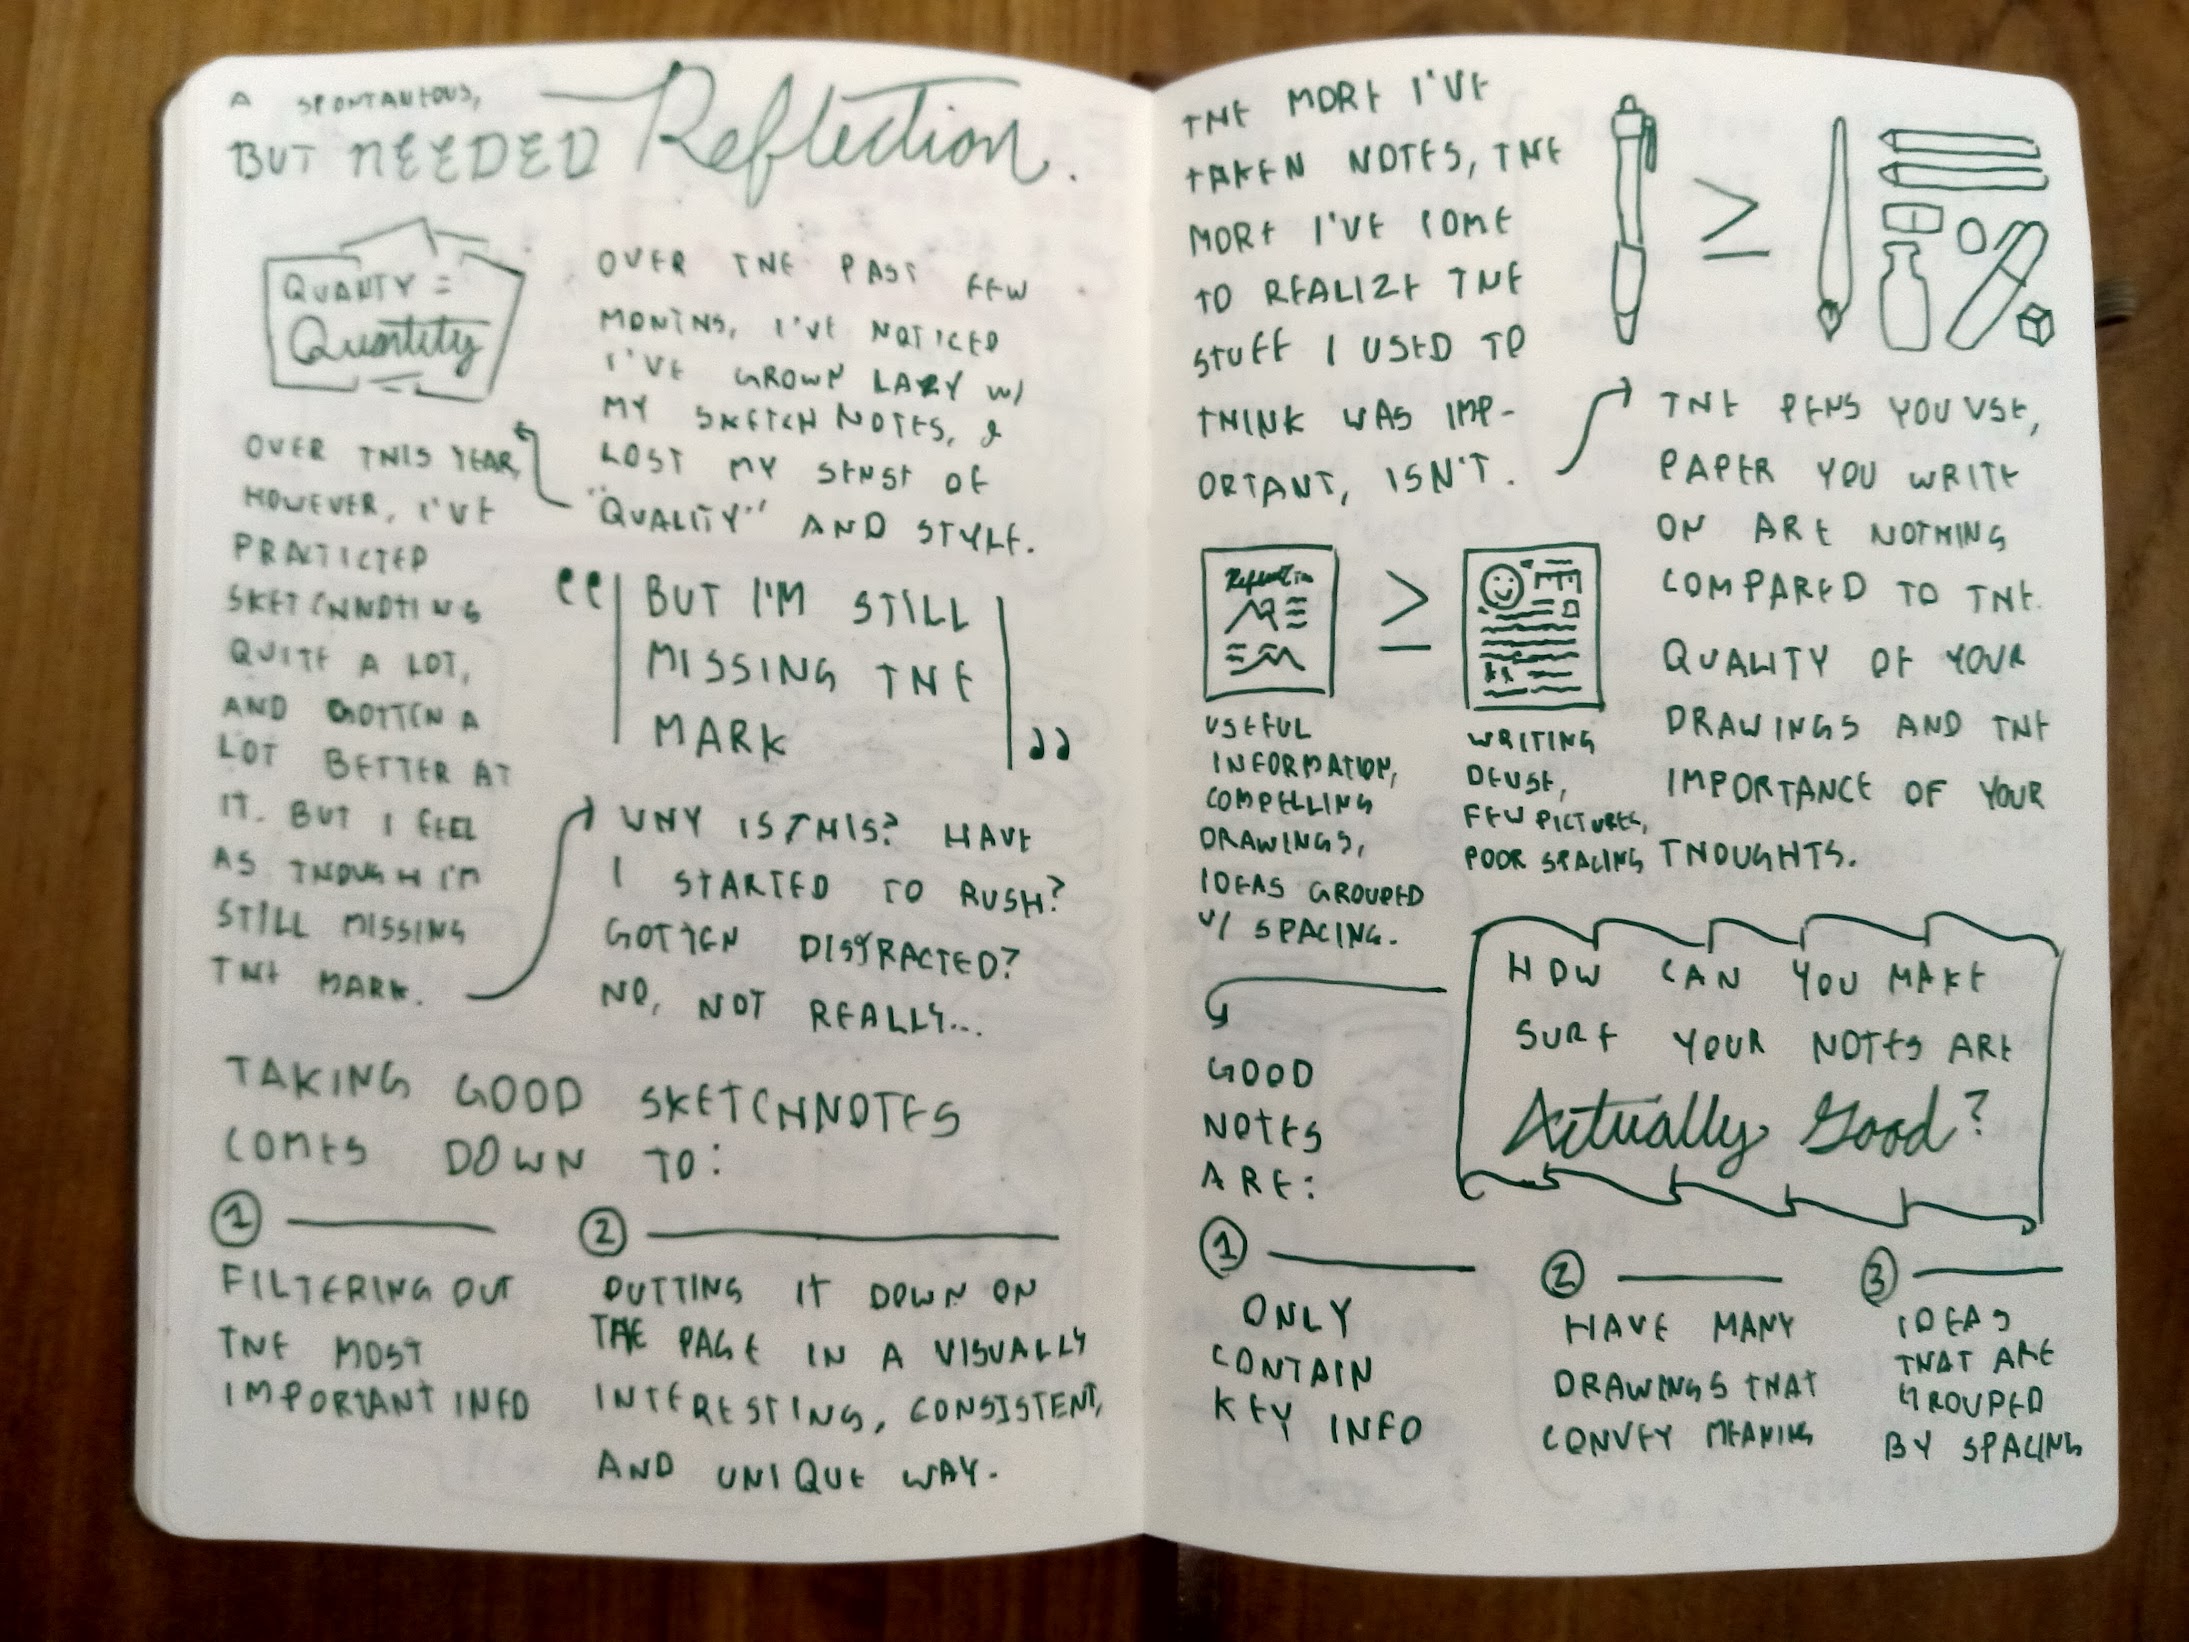 A SPONTANEOUS,
BUT NEEDED Reflection.
QUALITY =
Quantity
OVER THE PAST FEW
MONTHS, I'VE NOTICED
I'VE GROWN LAZY W/
MY SKETCHNOTES, &
LOST MY SENSE OF
"QUALITY" AND STYLE.
OVER THIS YEAR,
HOWEVER, I'VE
PRACTICED
SKETCHNOTING
QUITE A LOT,
AND GOTTEN A
LOT BETTER AT
IT. BUT I FEEL
AS THOUGH I'M
STILL MISSING
THE MARK.
"BUT I'M STILL
MISSING THE
MARK"
WHY IS THIS? HAVE
I STARTED TO RUSH?
GOTTEN DISTRACTED?
NO, NOT REALLY...
TAKING GOOD SKETCHNOTES
COMES DOWN TO:
1
FILTERING OUT
THE MOST
IMPORTANT INFO
2
PUTTING IT DOWN ON
THE PAGE IN A VISUALLY
INTERESTING, CONSISTENT,
AND UNIQUE WAY.
THE MORE I'VE
TAKEN NOTES, THE
MORE I'VE COME
TO REALIZE THE
STUFF I USED TO
THINK WAS IMP-
ORTANT, ISN'T.
≥
THE PENS YOU USE,
PAPER YOU WRITE
ON ARE NOTHING
COMPARED TO THE
QUALITY OF YOUR
DRAWINGS AND THE
IMPORTANCE OF YOUR
THOUGHTS.
Reflection
≥
USEFUL
INFORMATION,
COMPELLING
DRAWINGS,
IDEAS GROUPED
W/ SPACING.
WRITING
DENSE,
FEW PICTURES,
POOR SPACING
HOW CAN YOU MAKE
SURE YOUR NOTES ARE
Actually Good?
GOOD
NOTES
ARE:
1
ONLY
CONTAIN
KEY INFO
2
HAVE MANY
DRAWINGS THAT
CONVEY MEANING
3
IDEAS
THAT ARE
GROUPED
BY SPACING